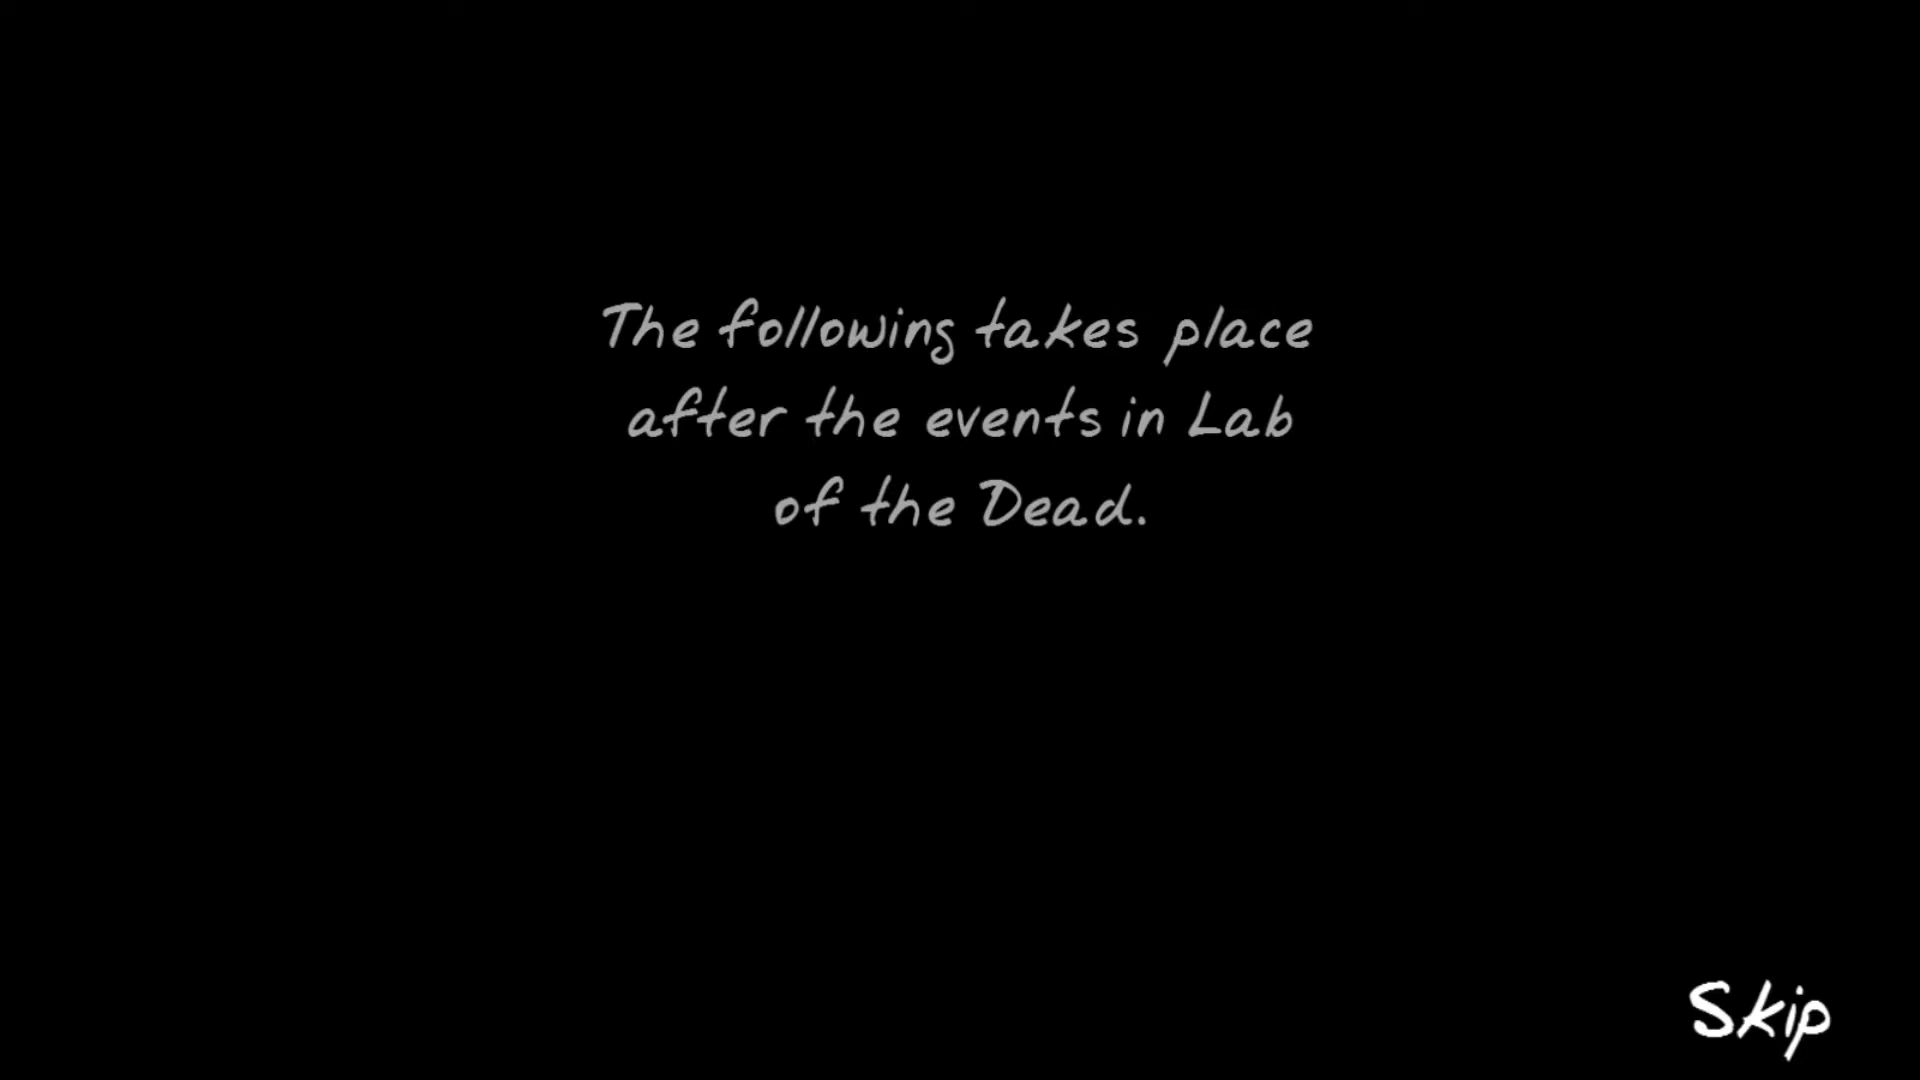 The following takes place
after the events in Lab
of the Dead.
Skip